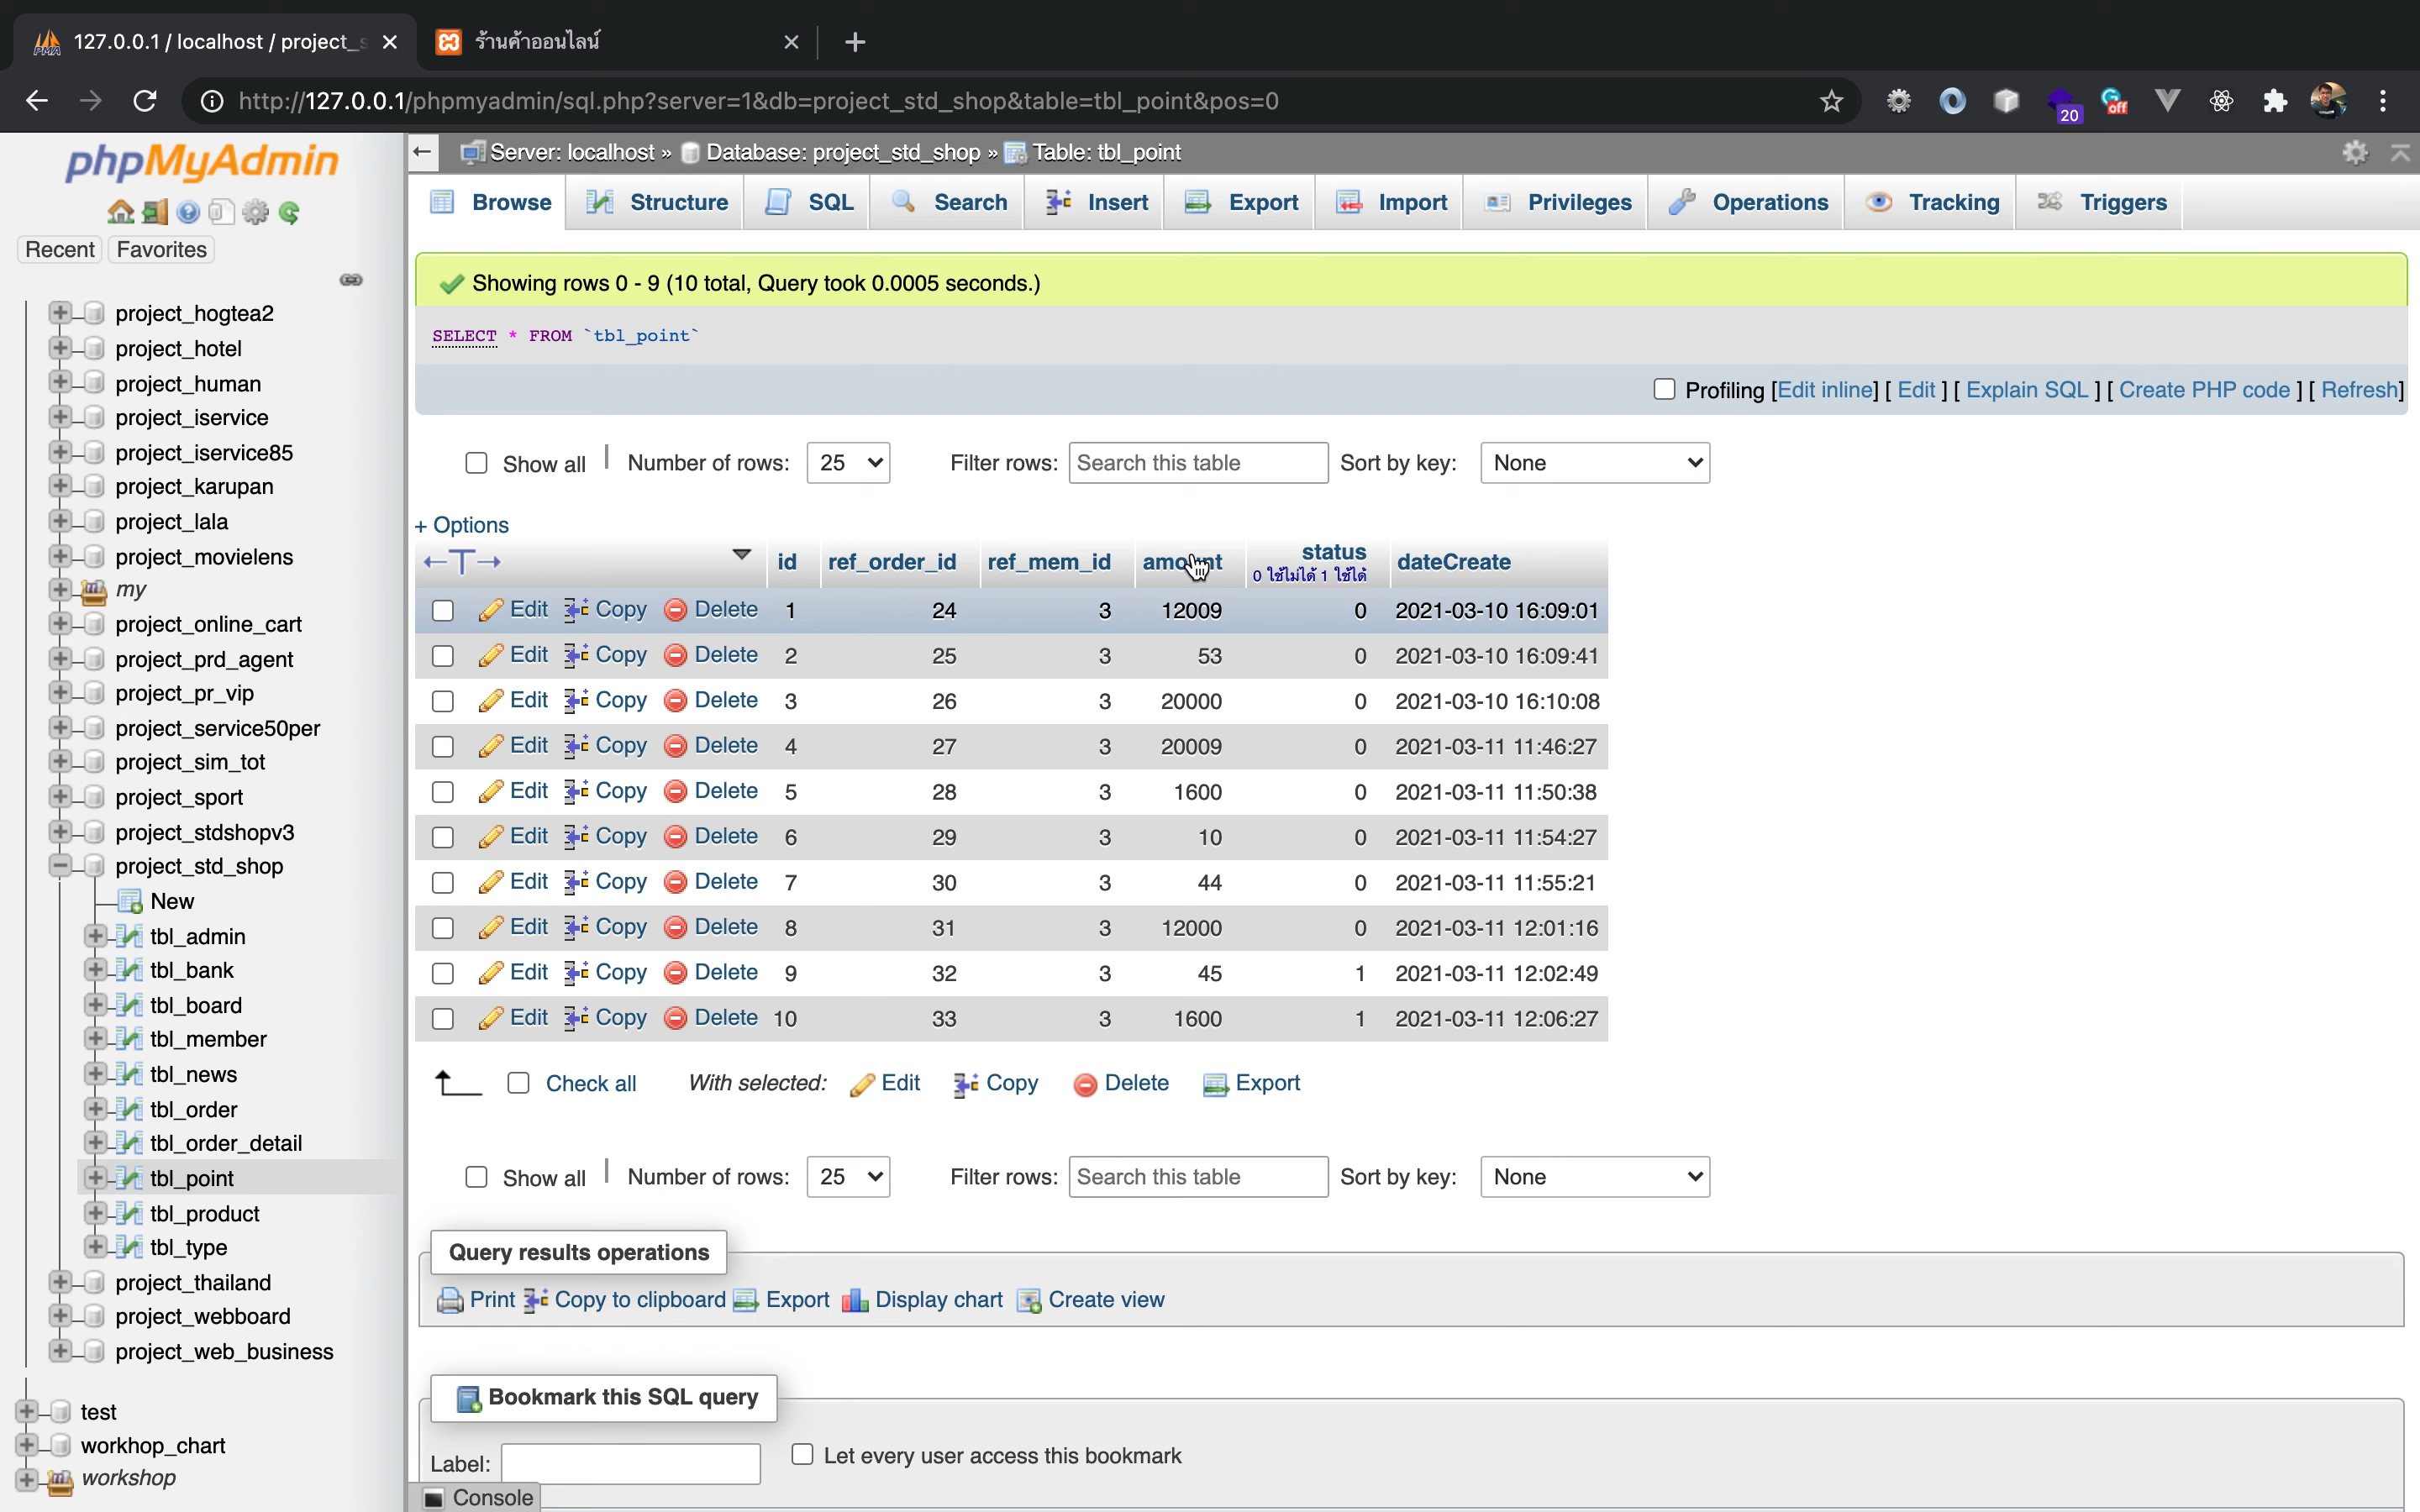 127.0.0.1 / localhost / project_s
ร้านค้าออนไลน์
http://127.0.0.1/phpmyadmin/sql.php?server=1&db=project_std_shop&table=tbl_point&pos=0
20
off
phpMyAdmin
Recent Favorites
project_hogtea2
project_hotel
project_human
project_iservice
project_iservice85
project_karupan
project_lala
project_movielens
my
project_online_cart
project_prd_agent
project_pr_vip
project_service50per
project_sim_tot
project_sport
project_stdshopv3
project_std_shop
New
tbl_admin
tbl_bank
tbl_board
tbl_member
tbl_news
tbl_order
tbl_order_detail
tbl_point
tbl_product
tbl_type
project_thailand
project_webboard
project_web_business
test
workhop_chart
workshop
Server: localhost » Database: project_std_shop » Table: tbl_point
Browse Structure SQL Search Insert Export Import Privileges Operations Tracking Triggers
Showing rows 0 - 9 (10 total, Query took 0.0005 seconds.)
SELECT * FROM `tbl_point`
Profiling [Edit inline] [ Edit ] [ Explain SQL ] [ Create PHP code ] [ Refresh]
Show all | Number of rows: 25 Filter rows: Search this table Sort by key: None
+ Options
←T→ id ref_order_id ref_mem_id amount status dateCreate
0 ใช้ไม่ได้ 1 ใช้ได้
Edit Copy Delete 1 24 3 12009 0 2021-03-10 16:09:01
Edit Copy Delete 2 25 3 53 0 2021-03-10 16:09:41
Edit Copy Delete 3 26 3 20000 0 2021-03-10 16:10:08
Edit Copy Delete 4 27 3 20009 0 2021-03-11 11:46:27
Edit Copy Delete 5 28 3 1600 0 2021-03-11 11:50:38
Edit Copy Delete 6 29 3 10 0 2021-03-11 11:54:27
Edit Copy Delete 7 30 3 44 0 2021-03-11 11:55:21
Edit Copy Delete 8 31 3 12000 0 2021-03-11 12:01:16
Edit Copy Delete 9 32 3 45 1 2021-03-11 12:02:49
Edit Copy Delete 10 33 3 1600 1 2021-03-11 12:06:27
Check all With selected: Edit Copy Delete Export
Show all | Number of rows: 25 Filter rows: Search this table Sort by key: None
Query results operations
Print Copy to clipboard Export Display chart Create view
Bookmark this SQL query
Label: Let every user access this bookmark
Console